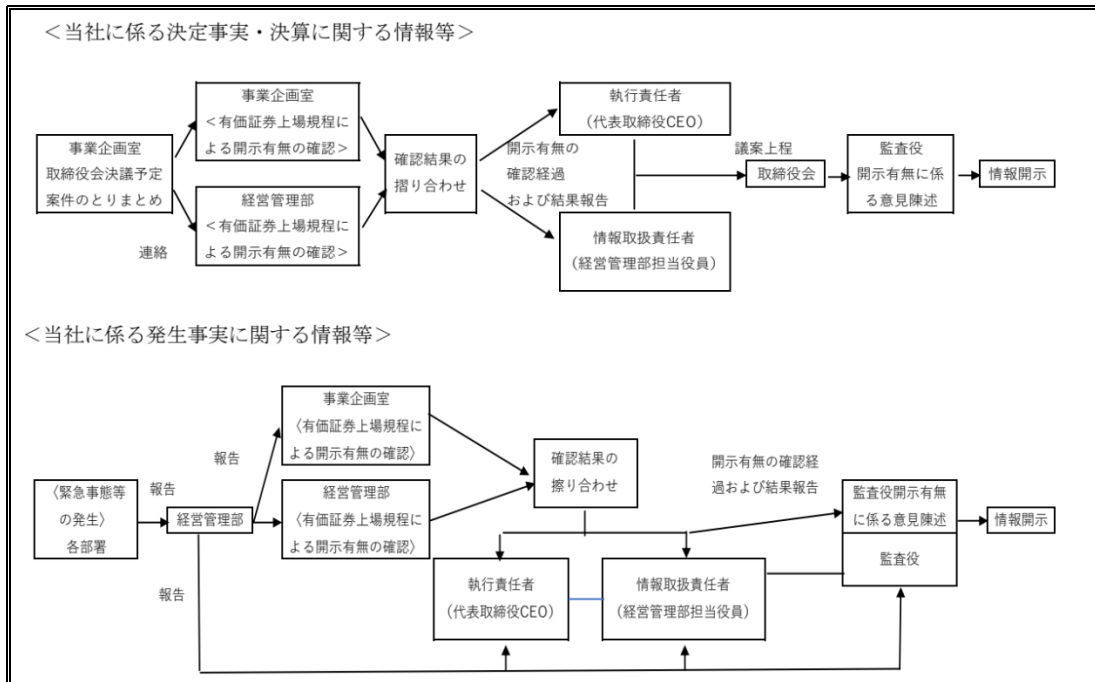 ＜当社に係る決定事実・決算に関する情報等＞
事業企画室
取締役会決議予定
案件のとりまとめ
連絡
事業企画室
＜有価証券上場規程に
よる開示有無の確認＞
経営管理部
＜有価証券上場規程に
よる開示有無の確認＞
確認結果の
摺り合わせ
開示有無の
確認経過
および結果報告
執行責任者
（代表取締役CEO）
情報取扱責任者
（経営管理部担当役員）
議案上程
取締役会
監査役
開示有無に係
る意見陳述
情報開示
＜当社に係る発生事実に関する情報等＞
〈緊急事態等
の発生〉
各部署
報告
経営管理部
報告
報告
事業企画室
〈有価証券上場規程に
よる開示有無の確認〉
経営管理部
〈有価証券上場規程に
よる開示有無の確認〉
確認結果の
擦り合わせ
執行責任者
（代表取締役CEO）
情報取扱責任者
（経営管理部担当役員）
開示有無の確認経
過および結果報告
監査役開示有無
に係る意見陳述
監査役
情報開示